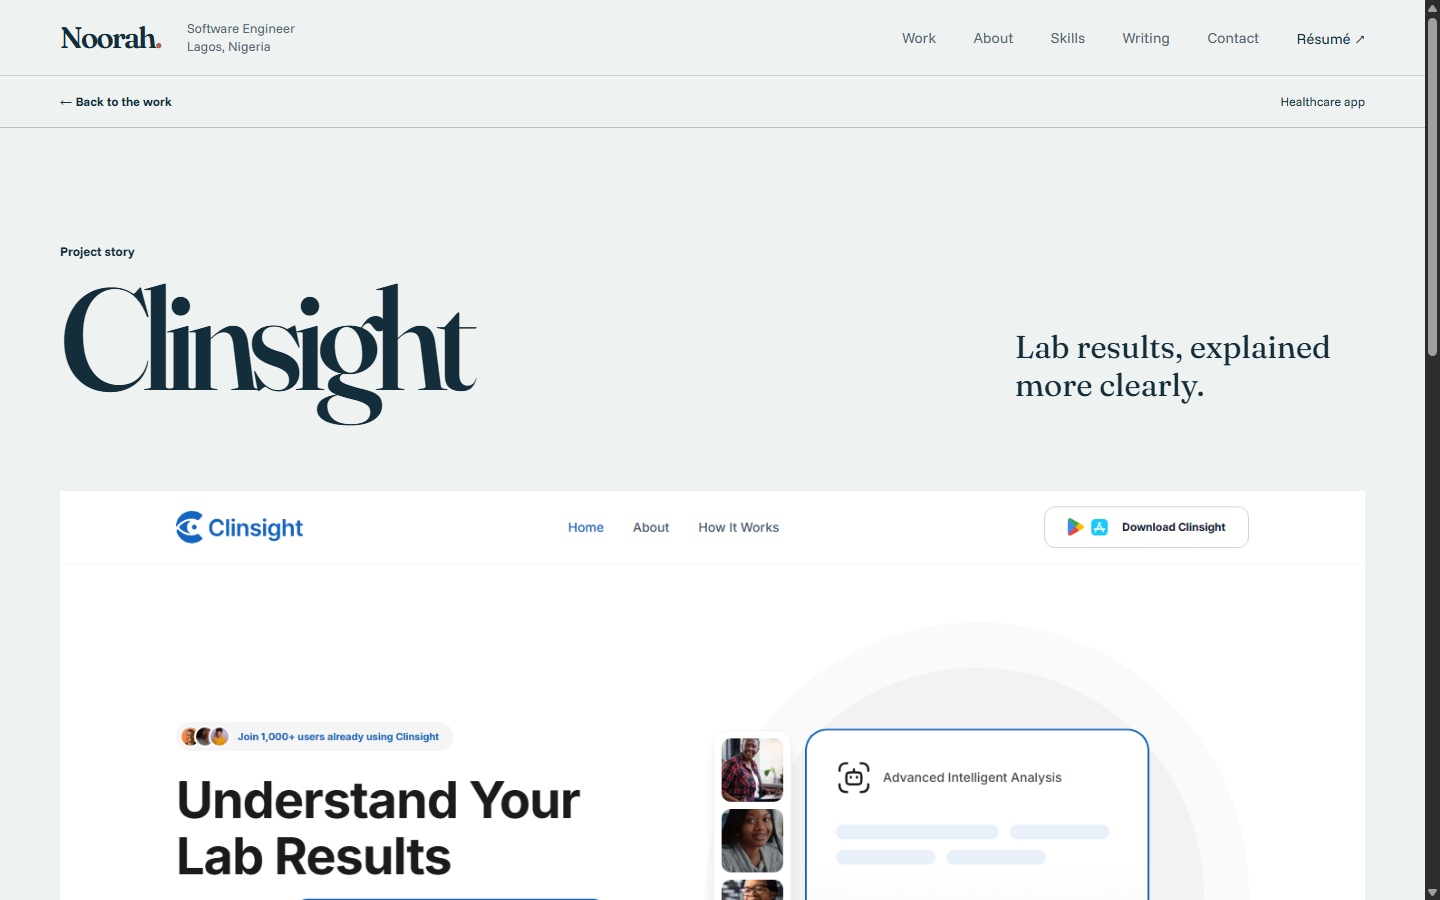 Noorah.
Software Engineer
Lagos, Nigeria
Work
About
Skills
Writing
Contact
Résumé ↗
← Back to the work
Healthcare app
Project story
Clinsight
Lab results, explained
more clearly.
Clinsight
Home
About
How It Works
Download Clinsight
Join 1,000+ users already using Clinsight
Understand Your
Lab Results
Advanced Intelligent Analysis